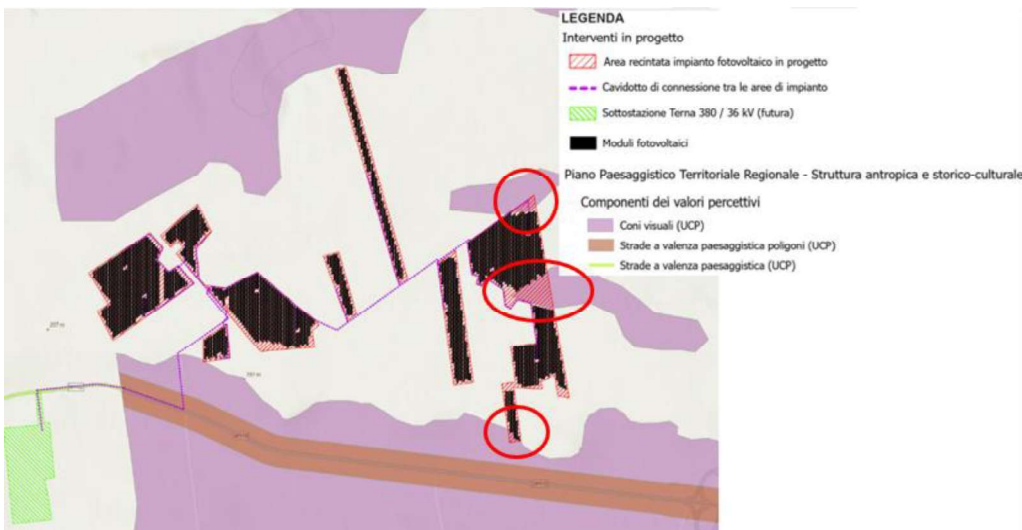 LEGENDA
Interventi in progetto
Area recintata impianto fotovoltaico in progetto
Cavidotto di connessione tra le aree di impianto
Sottostazione Terna 380 / 36 kV (futura)
Moduli fotovoltaici
Piano Paesaggistico Territoriale Regionale - Struttura antropica e storico-culturale
Componenti dei valori percettivi
Coni visuali (UCP)
Strade a valenza paesaggistica poligoni (UCP)
Strade a valenza paesaggistica (UCP)